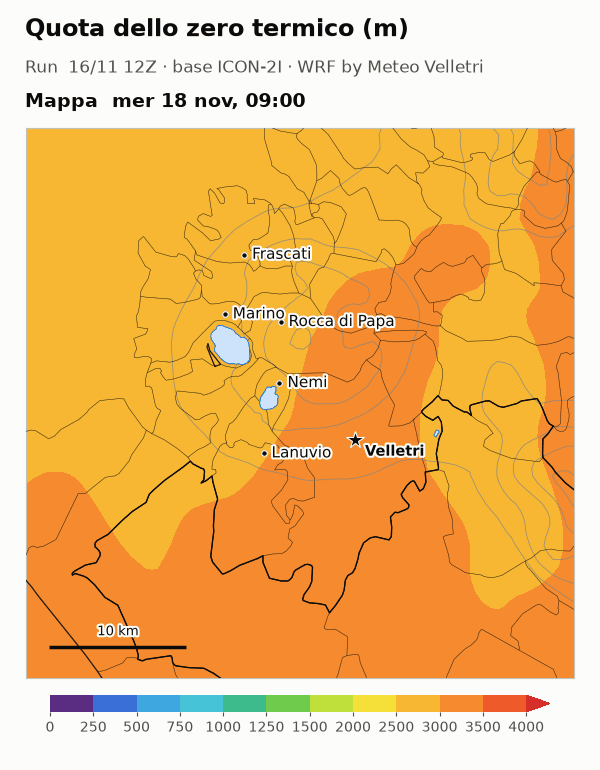 Quota dello zero termico (m)
Run  16/11 12Z · base ICON-2I · WRF by Meteo Velletri
Mappa  mer 18 nov, 09:00
Frascati
Marino
Rocca di Papa
Nemi
Velletri
Lanuvio
10 km
0 250 500 750 1000 1250 1500 2000 2500 3000 3500 4000